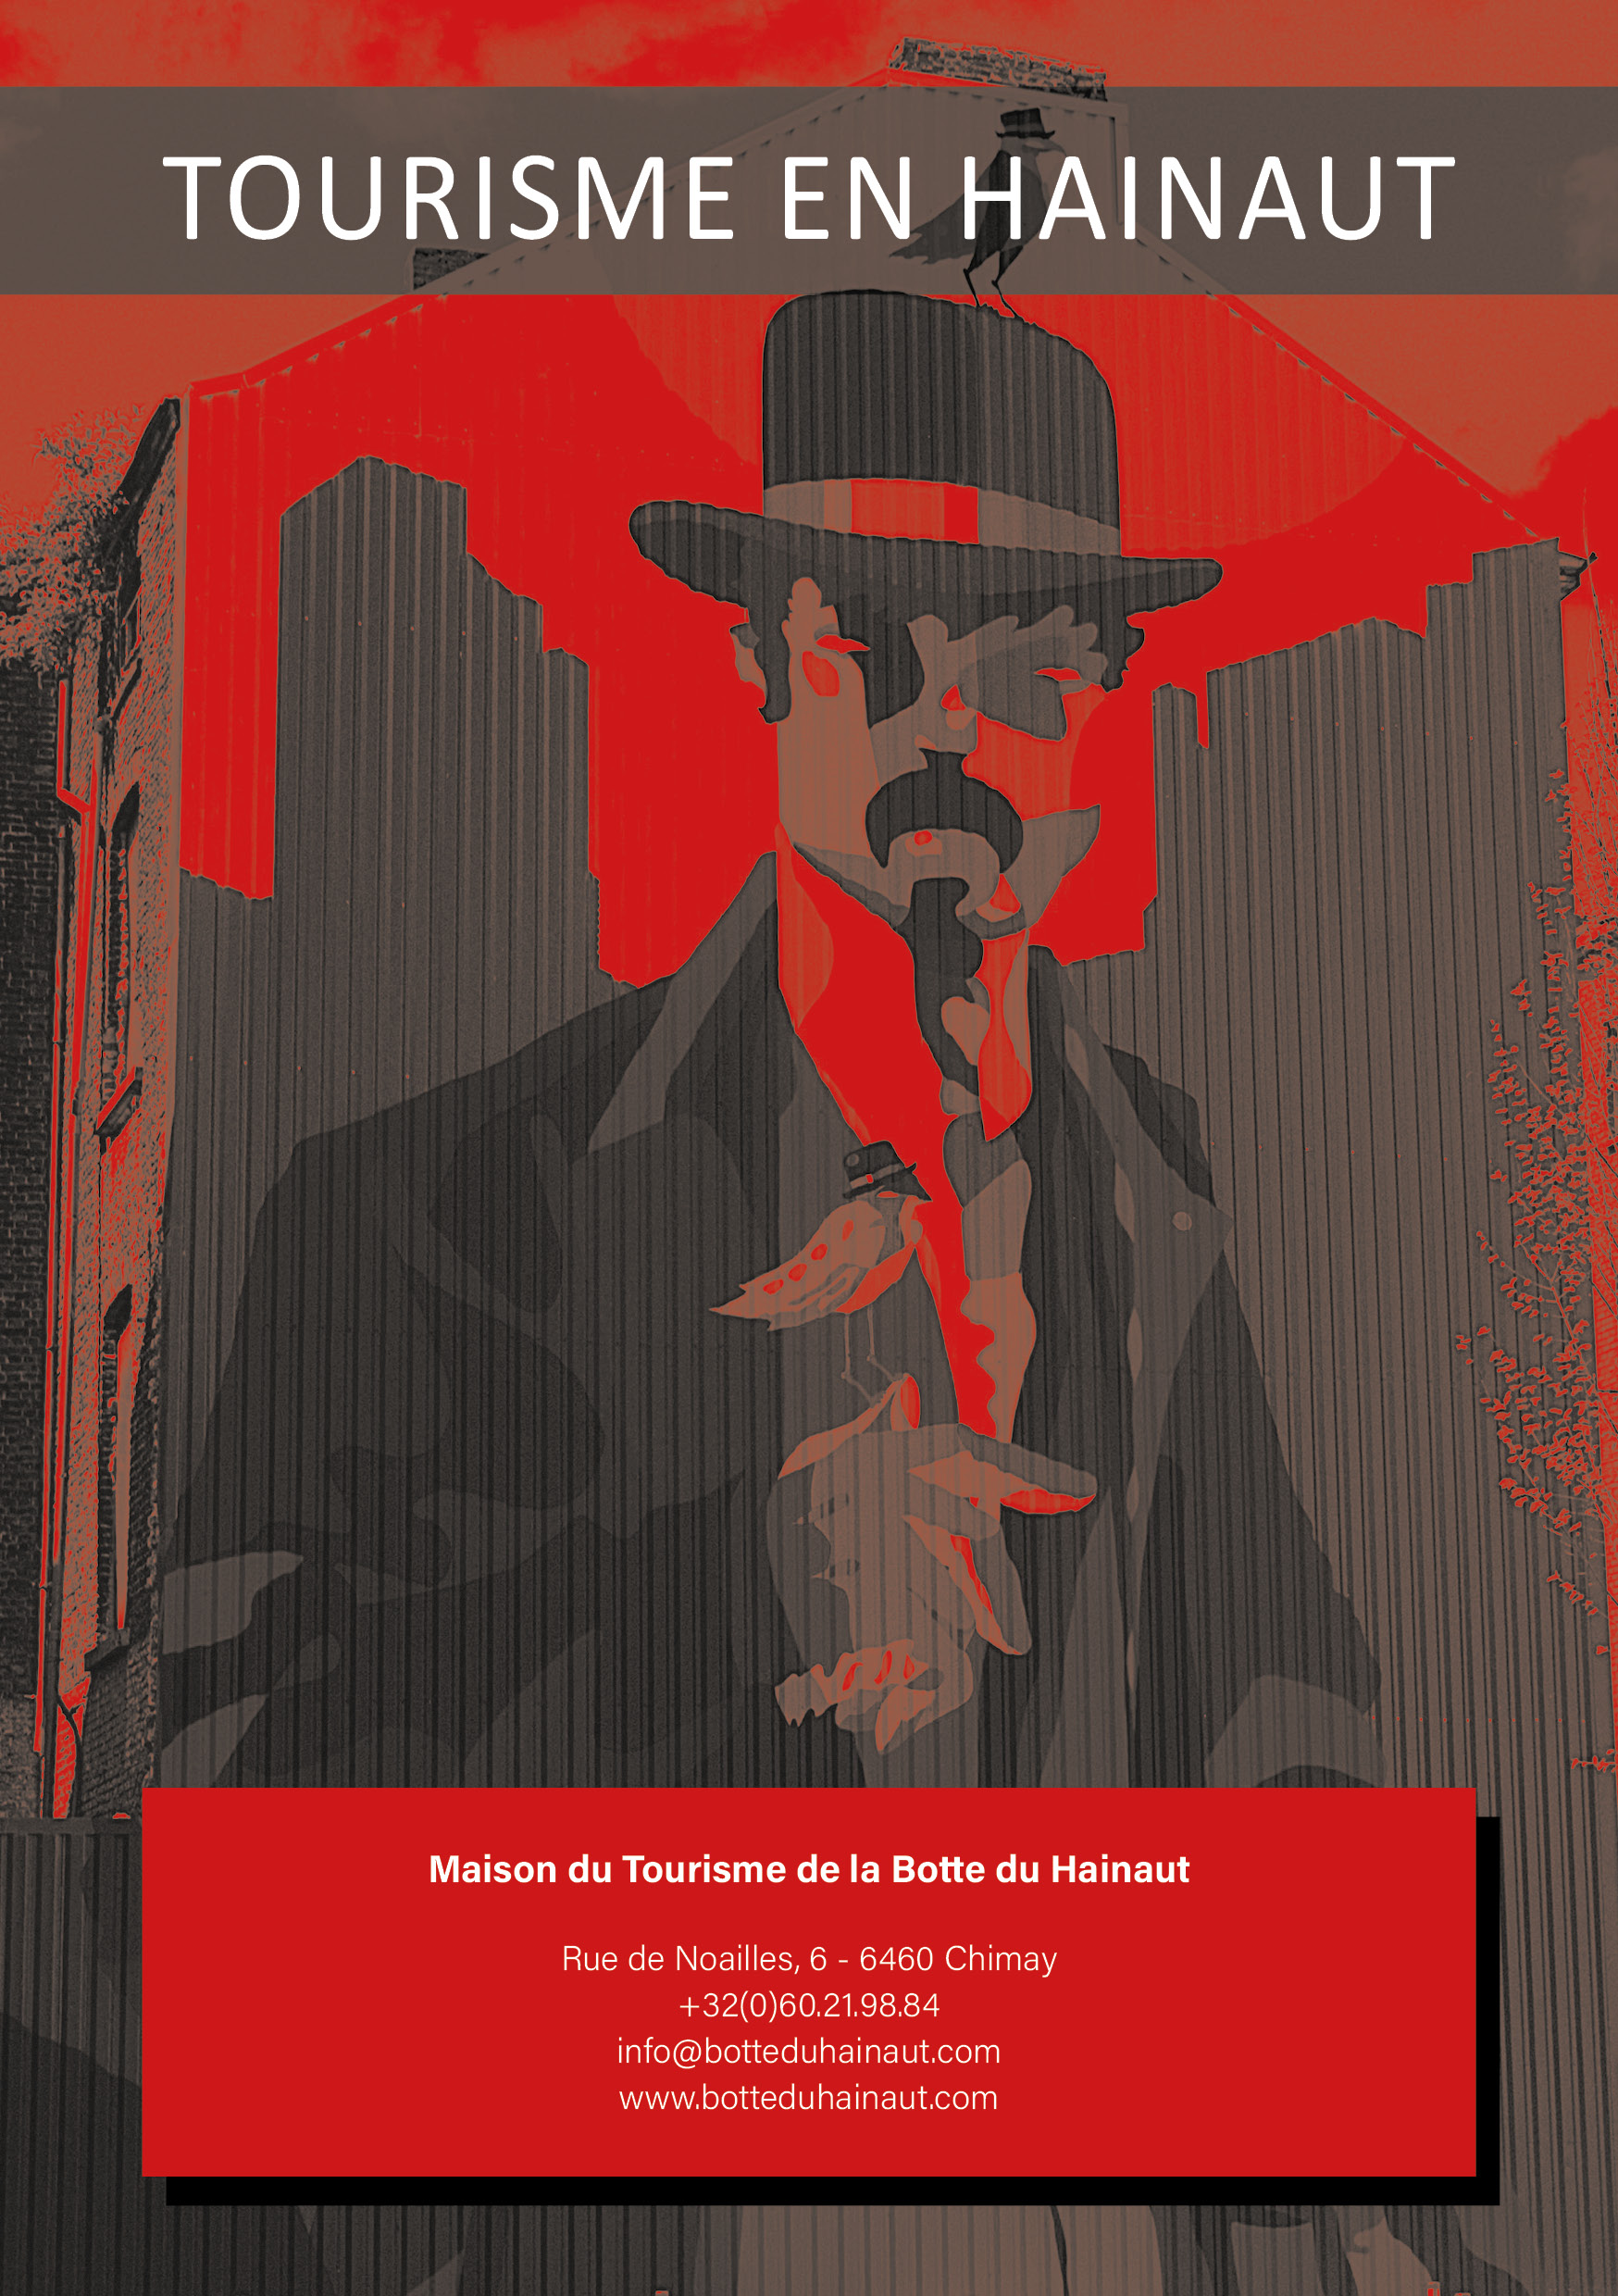 TOURISME EN HAINAUT
Maison du Tourisme de la Botte du Hainaut
Rue de Noailles, 6 - 6460 Chimay
+32(0)60.21.98.84
info@botteduhainaut.com
www.botteduhainaut.com